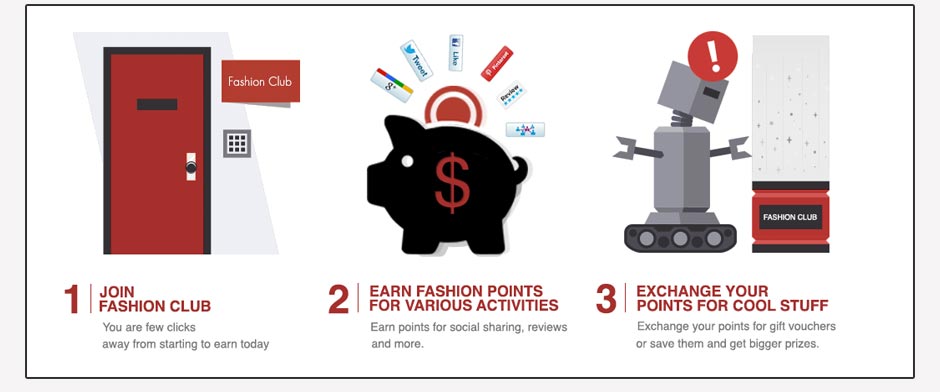 Fashion Club
g+
Tweet
Like
Pinterest
Review
$
!
FASHION CLUB
1 JOIN
FASHION CLUB
You are few clicks
away from starting to earn today
2 EARN FASHION POINTS
FOR VARIOUS ACTIVITIES
Earn points for social sharing, reviews
and more.
3 EXCHANGE YOUR
POINTS FOR COOL STUFF
Exchange your points for gift vouchers
or save them and get bigger prizes.